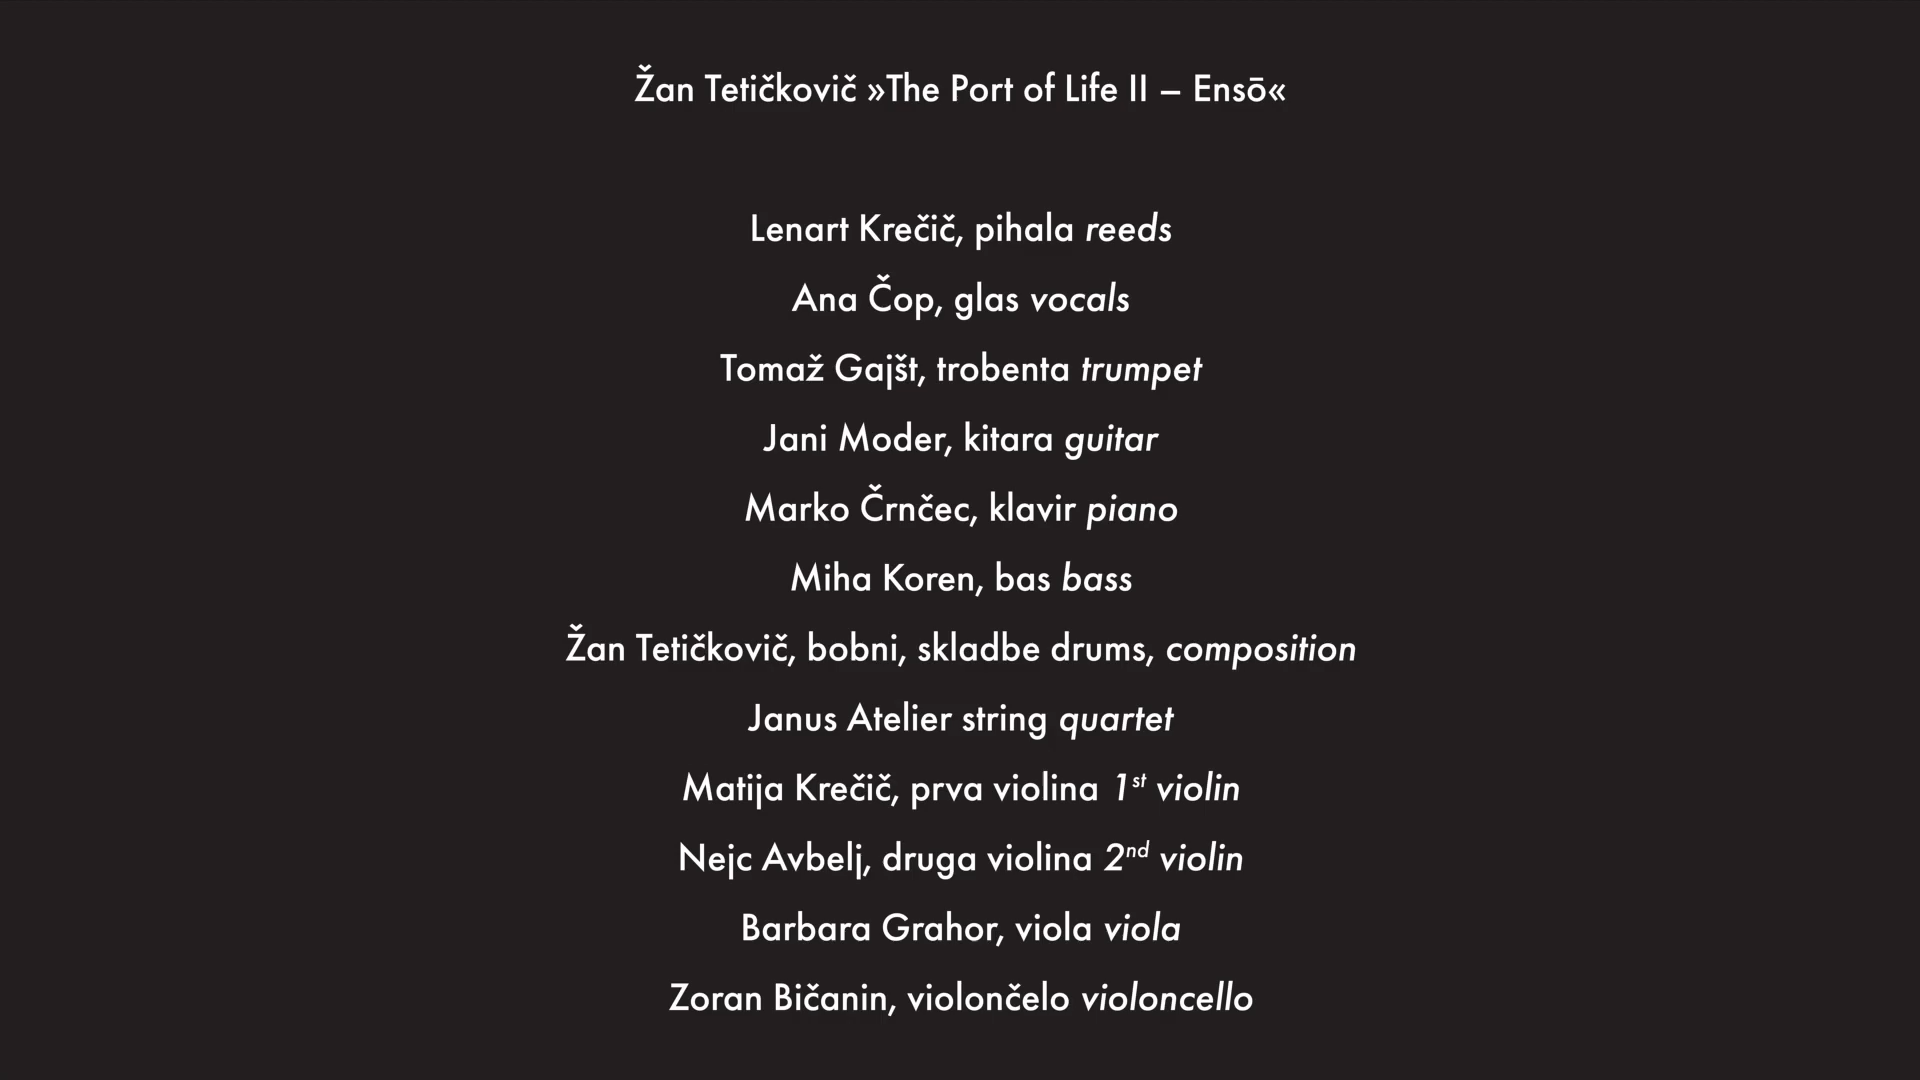 Žan Tetičkovič »The Port of Life II – Ensō«
Lenart Krečič, pihala reeds
Ana Čop, glas vocals
Tomaž Gajšt, trobenta trumpet
Jani Moder, kitara guitar
Marko Črnčec, klavir piano
Miha Koren, bas bass
Žan Tetičkovič, bobni, skladbe drums, composition
Janus Atelier string quartet
Matija Krečič, prva violina 1st violin
Nejc Avbelj, druga violina 2nd violin
Barbara Grahor, viola viola
Zoran Bičanin, violončelo violoncello